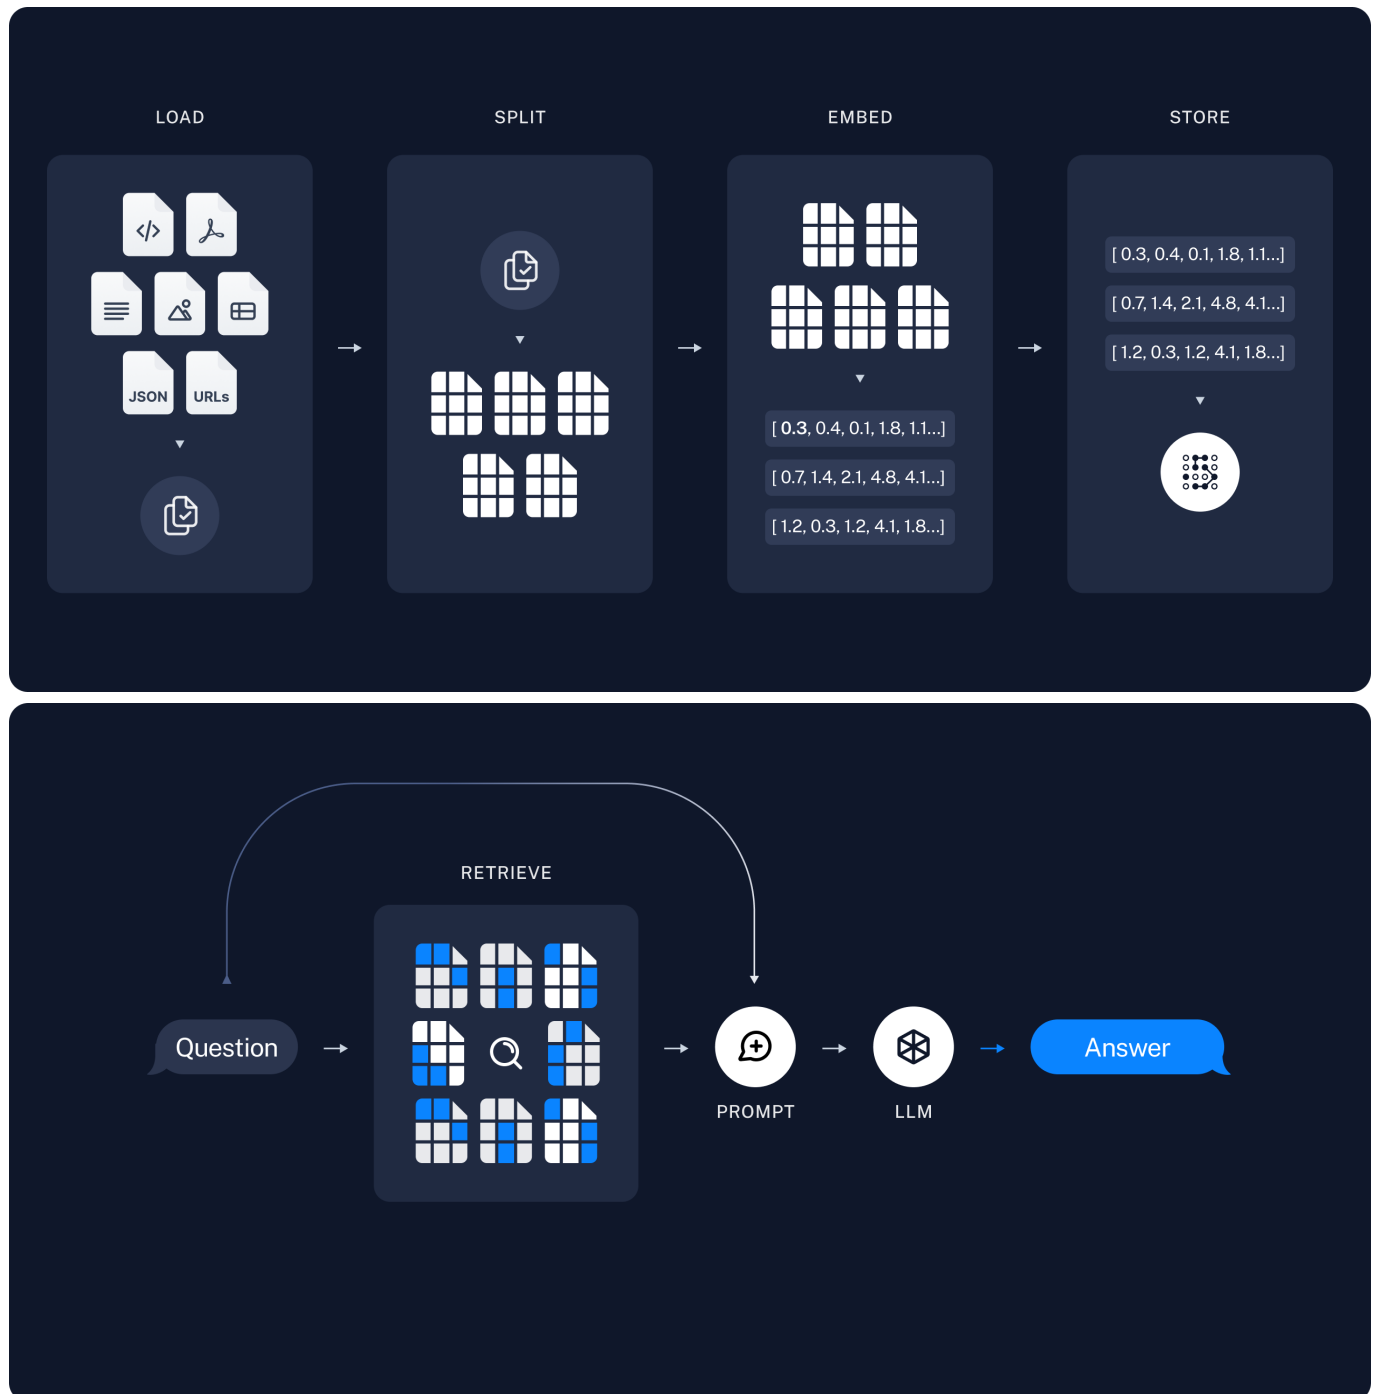 LOAD
SPLIT
EMBED
STORE
JSON
URLs
[ 0.3, 0.4, 0.1, 1.8, 1.1...]
[ 0.7, 1.4, 2.1, 4.8, 4.1...]
[ 1.2, 0.3, 1.2, 4.1, 1.8...]
[ 0.3, 0.4, 0.1, 1.8, 1.1...]
[ 0.7, 1.4, 2.1, 4.8, 4.1...]
[ 1.2, 0.3, 1.2, 4.1, 1.8...]
RETRIEVE
Question
PROMPT
LLM
Answer